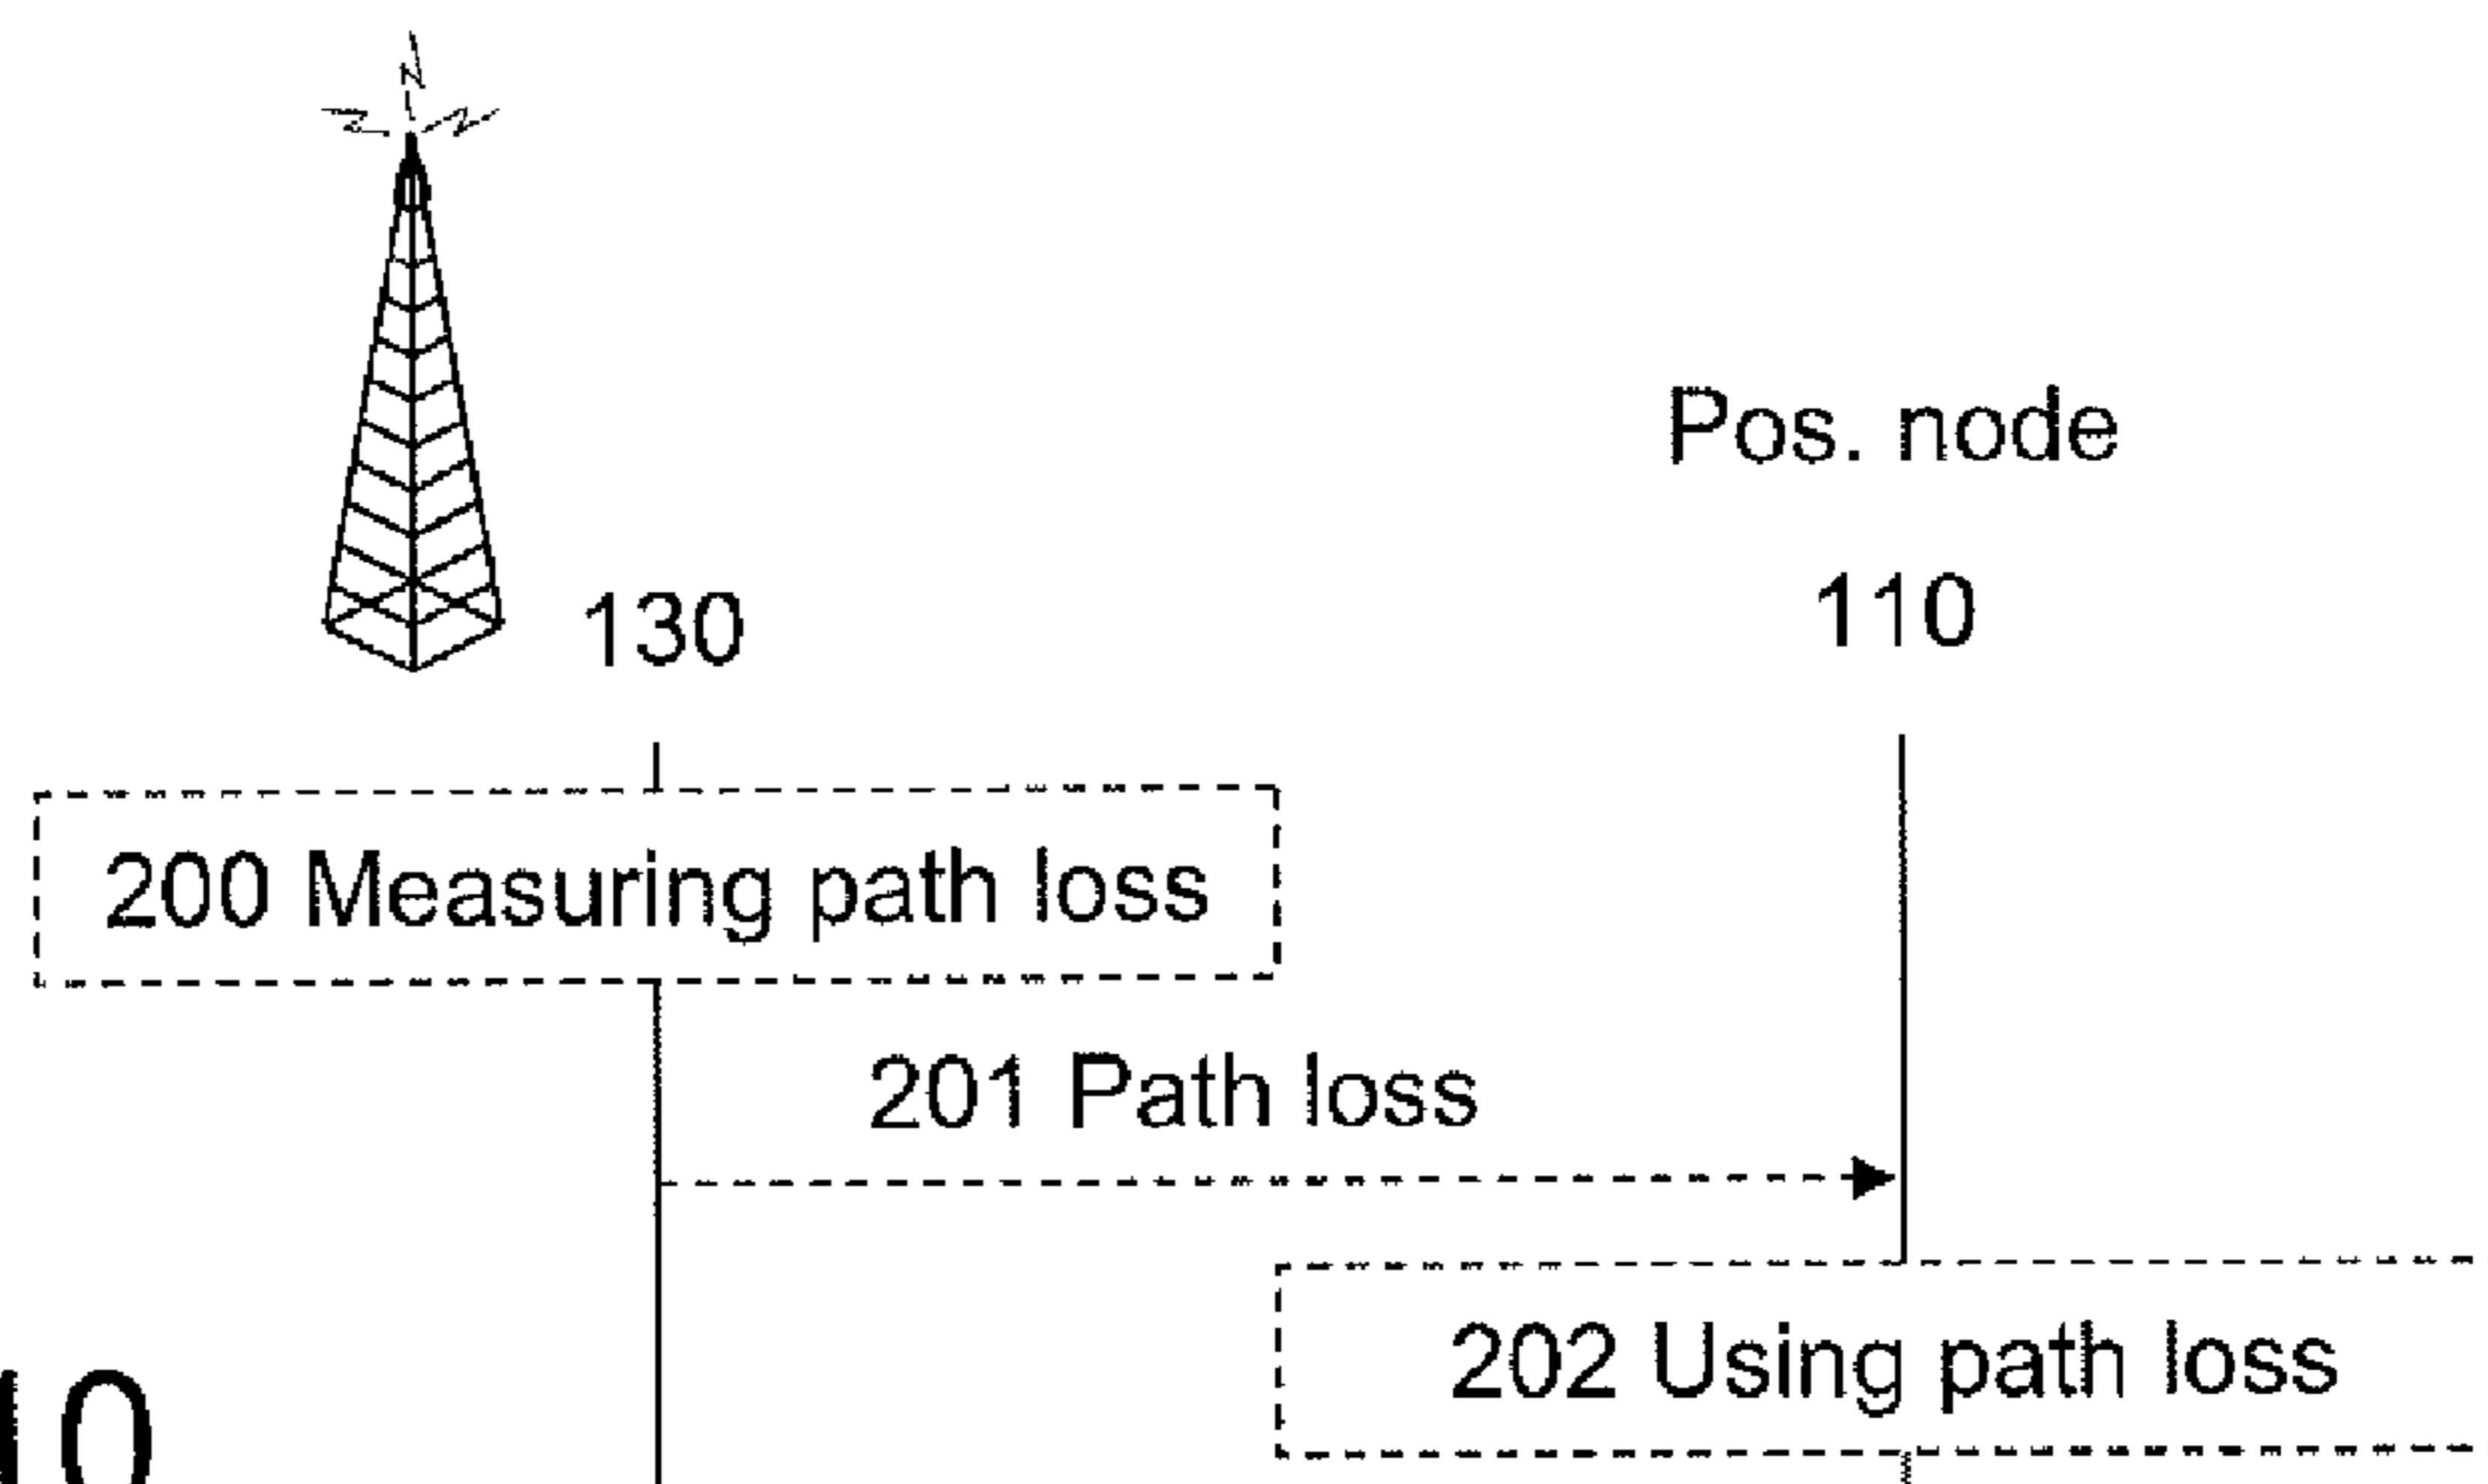 Pos. node
130
110
200 Measuring path loss
201 Path loss
202 Using path loss